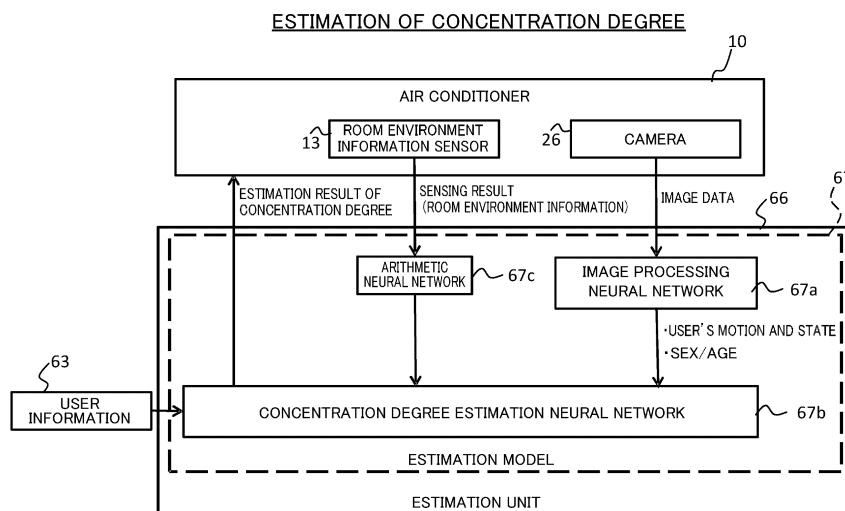 ESTIMATION OF CONCENTRATION DEGREE
10
AIR CONDITIONER
13
ROOM ENVIRONMENT
INFORMATION SENSOR
26
CAMERA
ESTIMATION RESULT OF
CONCENTRATION DEGREE
SENSING RESULT
(ROOM ENVIRONMENT INFORMATION)
IMAGE DATA
66
67
ARITHMETIC
NEURAL NETWORK
67c
IMAGE PROCESSING
NEURAL NETWORK
67a
・USER'S MOTION AND STATE
・SEX/AGE
63
USER
INFORMATION
CONCENTRATION DEGREE ESTIMATION NEURAL NETWORK
67b
ESTIMATION MODEL
ESTIMATION UNIT